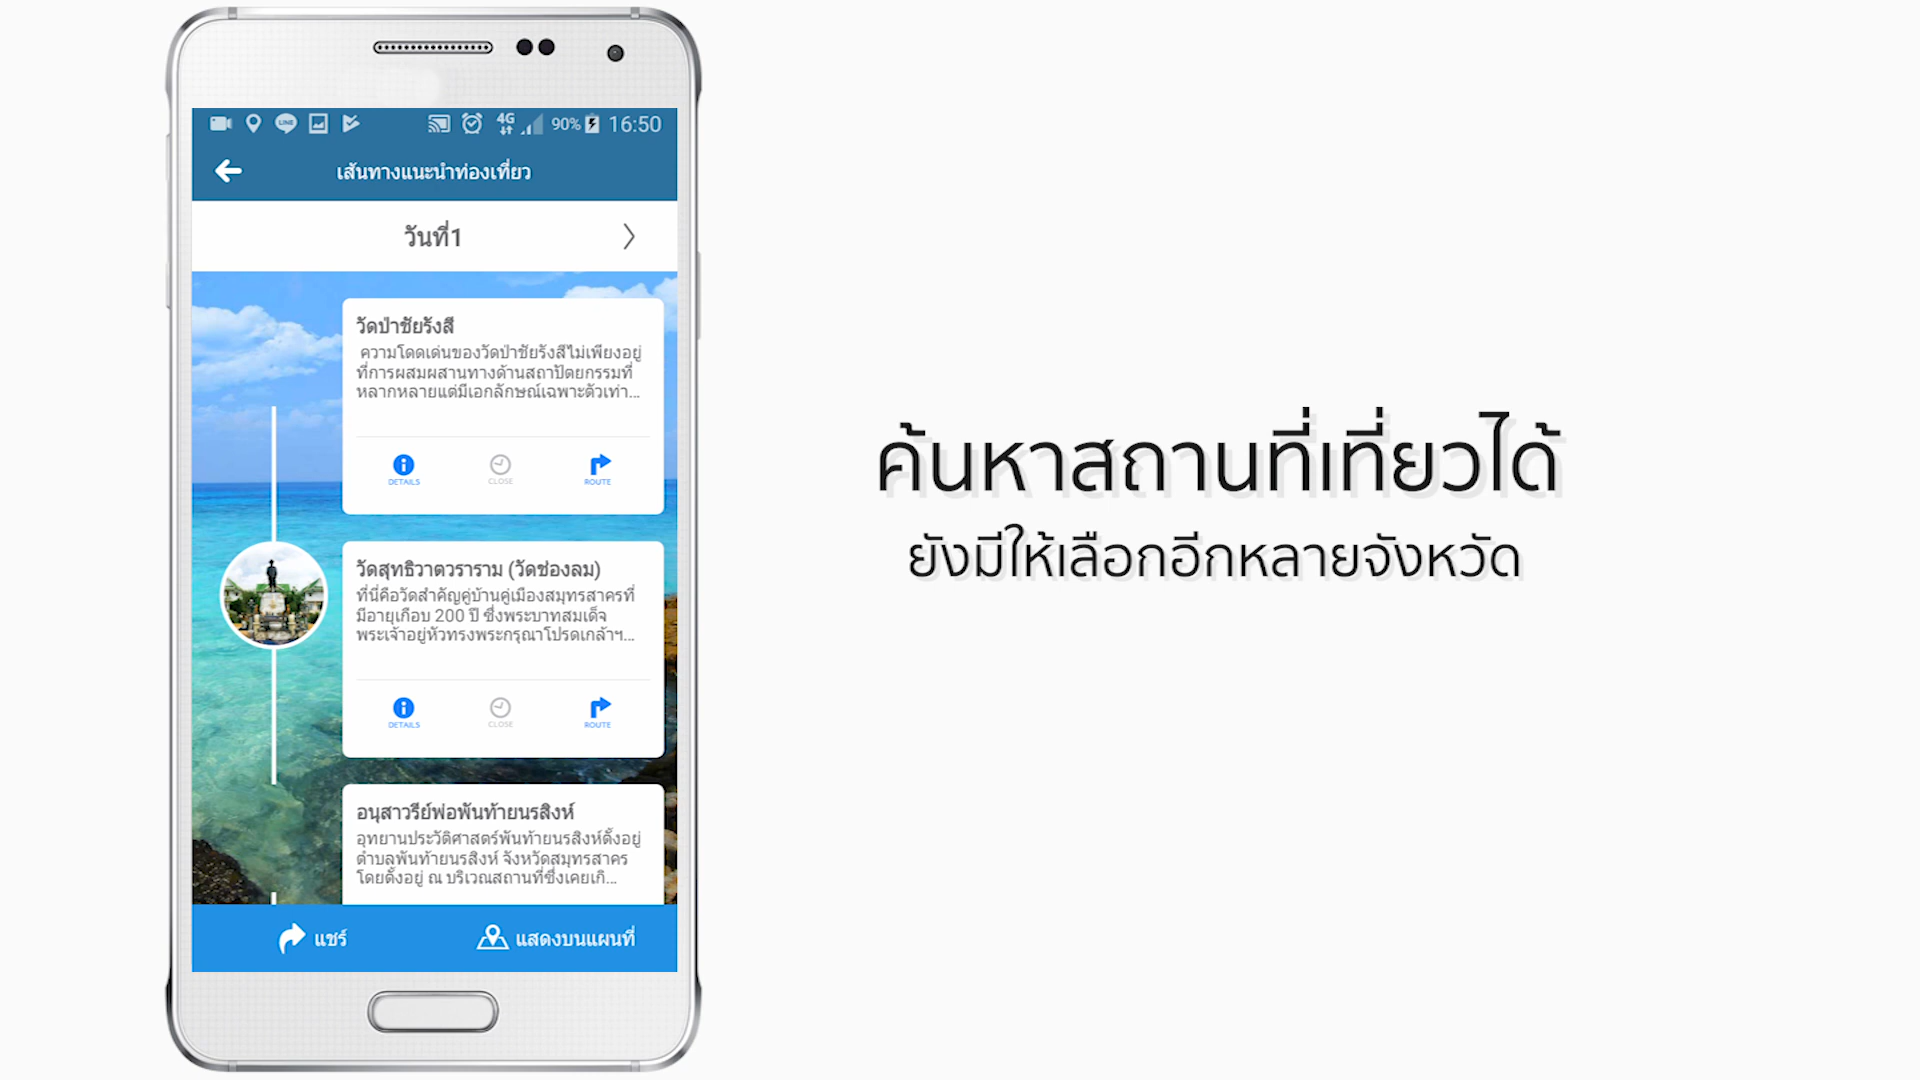 LINE
4G
90%
16:50
เส้นทางแนะนำท่องเที่ยว
วันที่1
วัดป่าชัยรังสี
ความโดดเด่นของวัดป่าชัยรังสีไม่เพียงอยู่
ที่การผสมผสานทางด้านสถาปัตยกรรมที่
หลากหลายแต่มีเอกลักษณ์เฉพาะตัวเท่า...
DETAILS
CLOSE
ROUTE
วัดสุทธิวาตวราราม (วัดช่องลม)
ที่นี่คือวัดสำคัญคู่บ้านคู่เมืองสมุทรสาครที่
มีอายุเกือบ 200 ปี ซึ่งพระบาทสมเด็จ
พระเจ้าอยู่หัวทรงพระกรุณาโปรดเกล้าฯ...
DETAILS
CLOSE
ROUTE
อนุสาวรีย์พ่อพันท้ายนรสิงห์
อุทยานประวัติศาสตร์พันท้ายนรสิงห์ตั้งอยู่
ตำบลพันท้ายนรสิงห์ จังหวัดสมุทรสาคร
โดยตั้งอยู่ ณ บริเวณสถานที่ซึ่งเคยเกิ...
แชร์
แสดงบนแผนที่
ค้นหาสถานที่เที่ยวได้
ยังมีให้เลือกอีกหลายจังหวัด